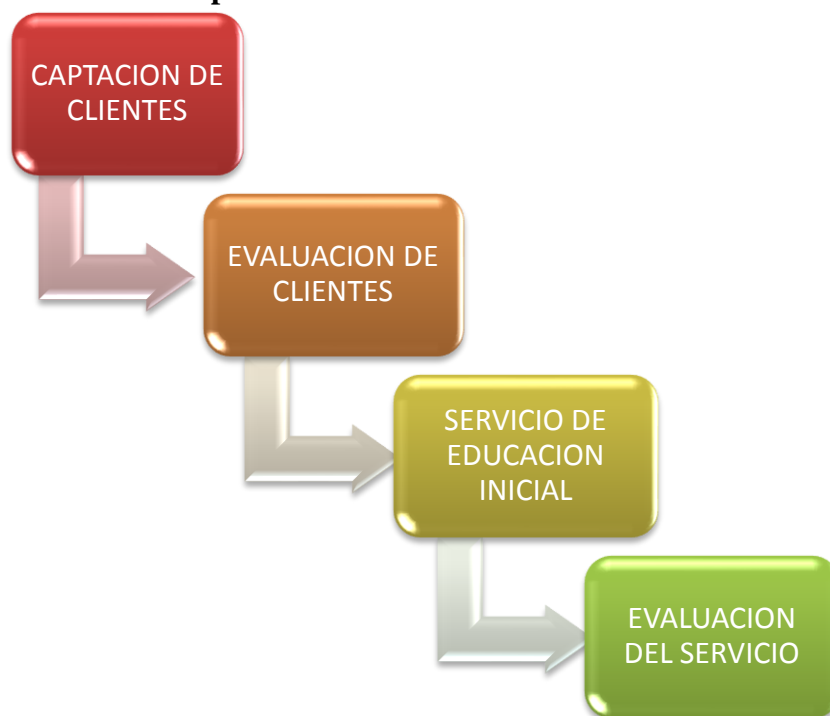 CAPTACION DE
CLIENTES
EVALUACION DE
CLIENTES
SERVICIO DE
EDUCACION
INICIAL
EVALUACION
DEL SERVICIO